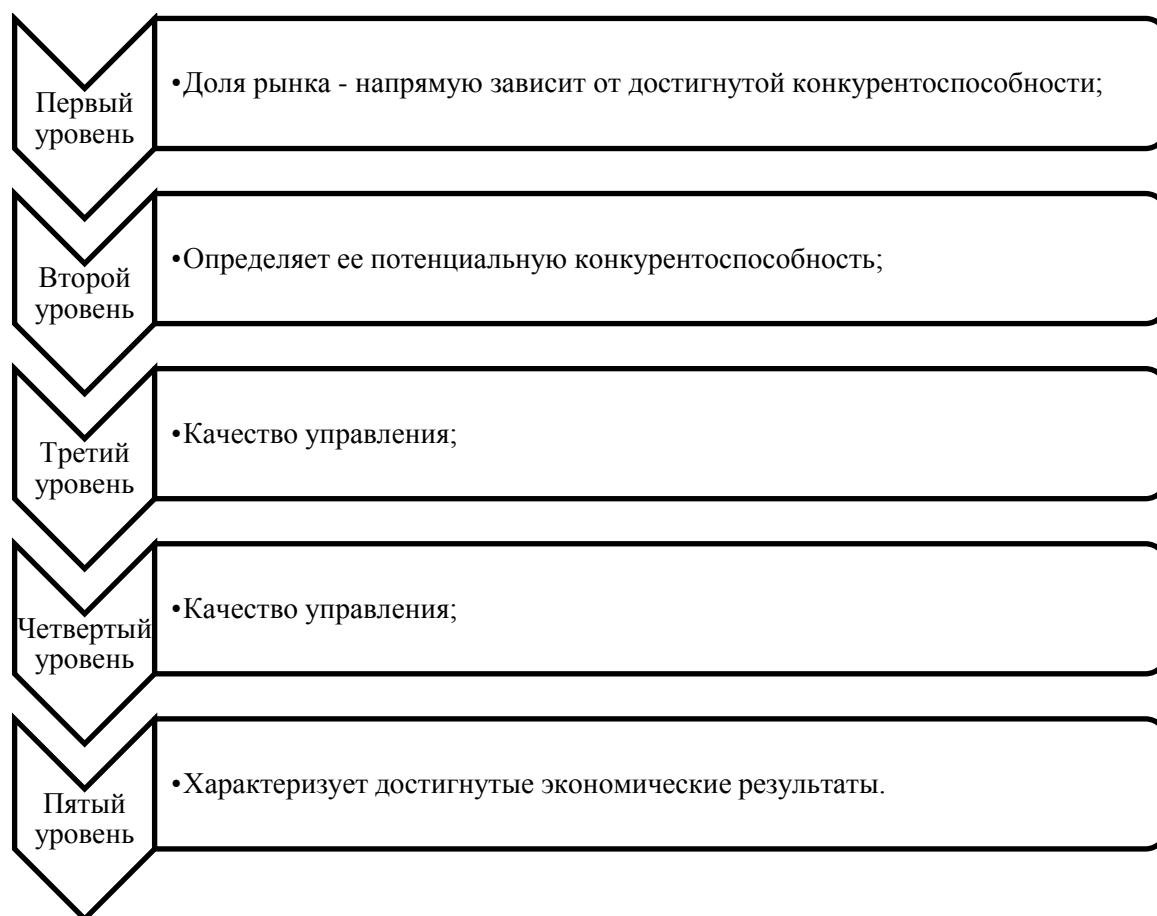 Первый
уровень
•Доля рынка - напрямую зависит от достигнутой конкурентоспособности;
Второй
уровень
•Определяет ее потенциальную конкурентоспособность;
Третий
уровень
•Качество управления;
Четвертый
уровень
•Качество управления;
Пятый
уровень
•Характеризует достигнутые экономические результаты.